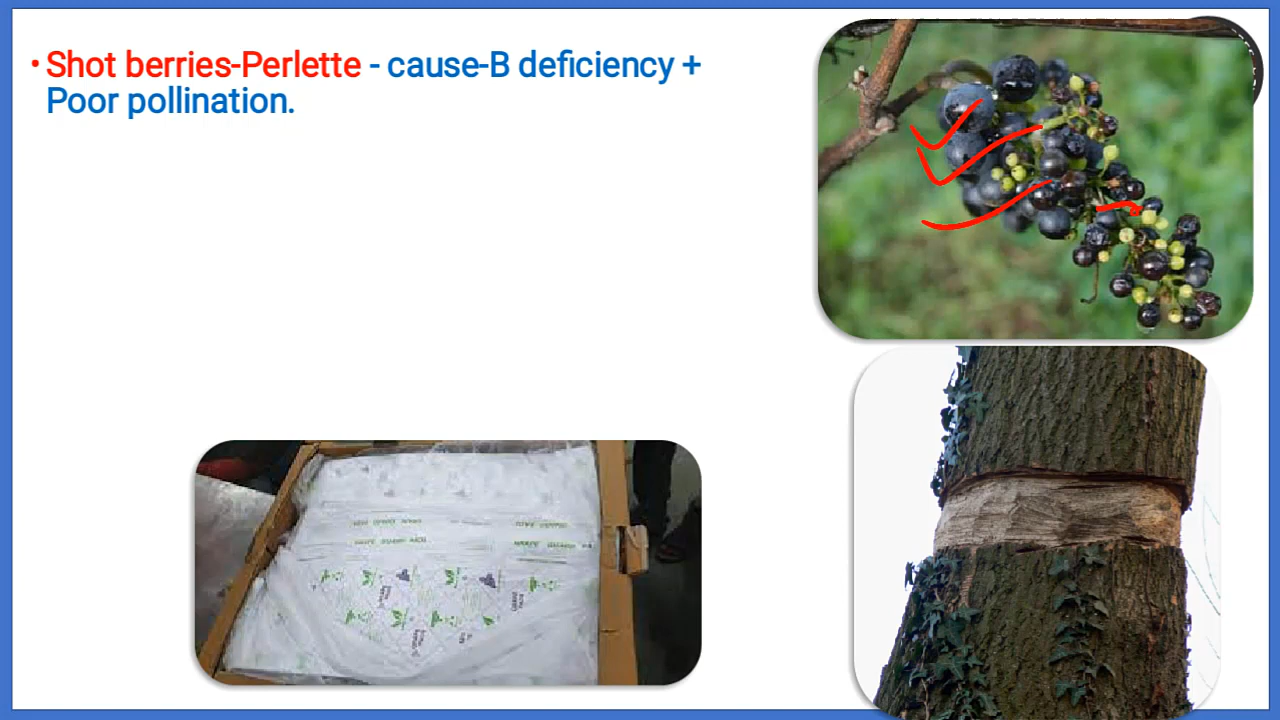 • Shot berries-Perlette - cause-B deficiency +
Poor pollination.